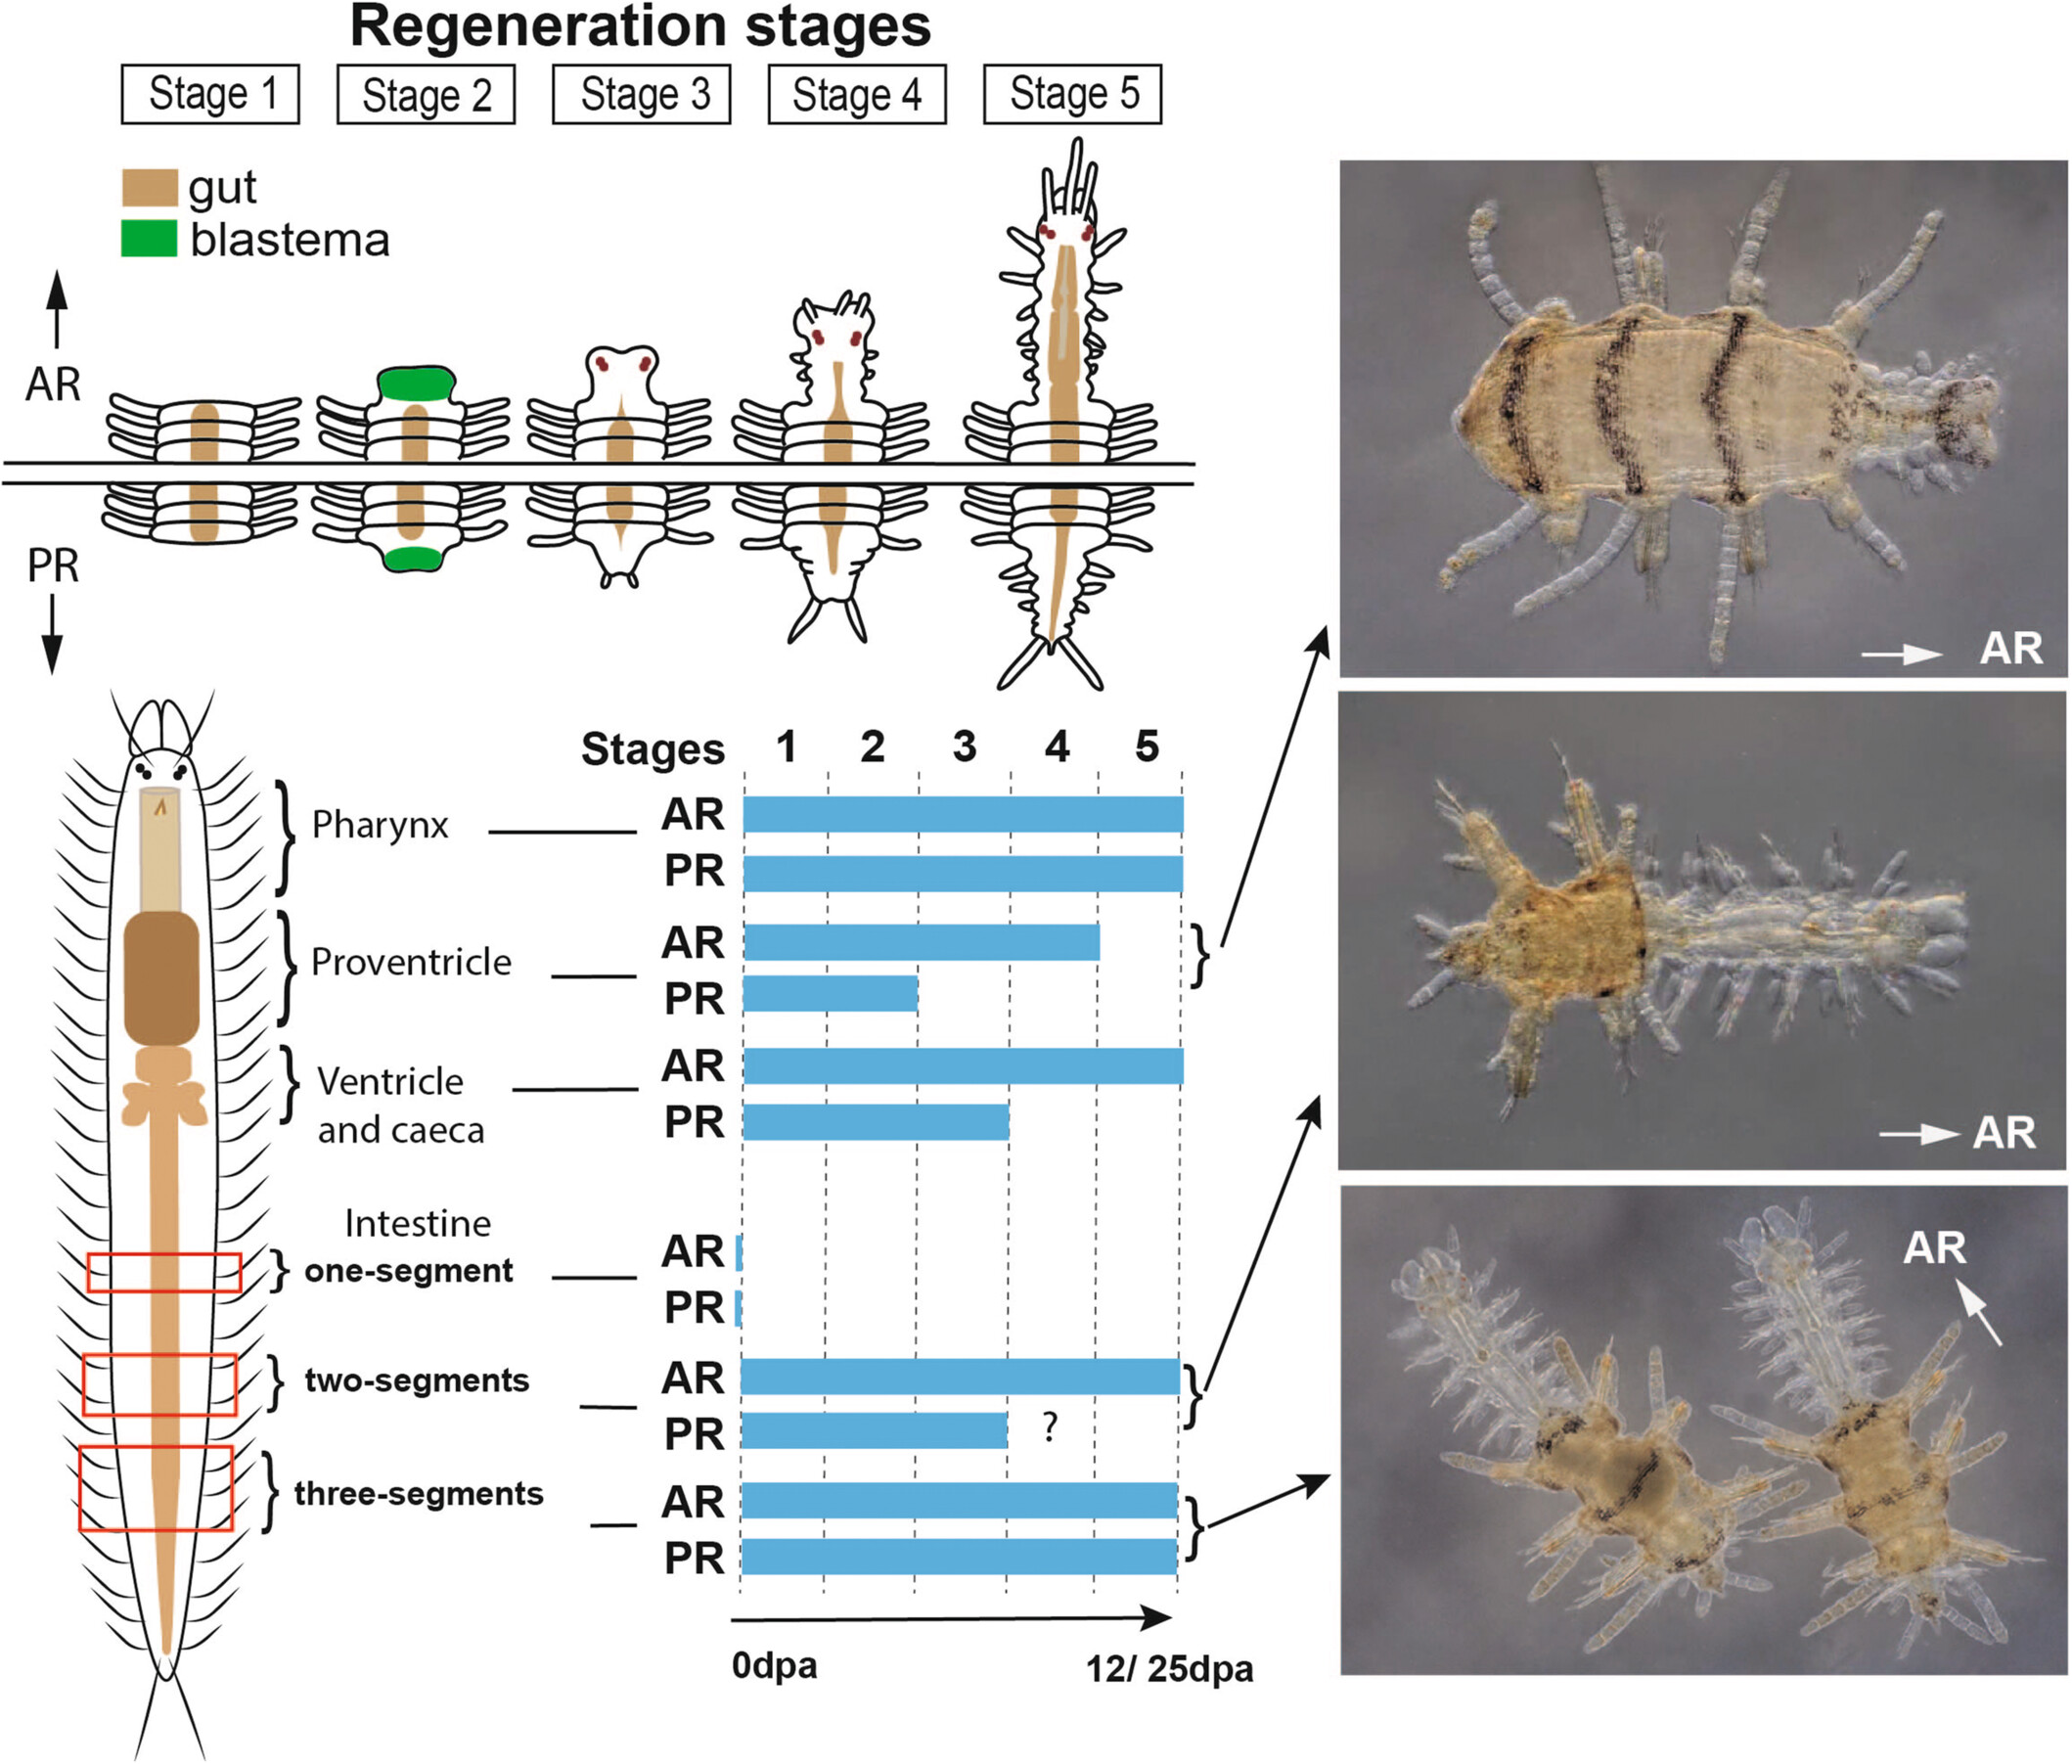 Regeneration stages
Stage 1
Stage 2
Stage 3
Stage 4
Stage 5
gut
blastema
AR
PR
Stages 1 2 3 4 5
Pharynx
AR
PR
Proventricle
AR
PR
Ventricle
and caeca
AR
PR
Intestine
one-segment
AR
PR
two-segments
AR
PR
?
three-segments
AR
PR
0dpa
12/ 25dpa
AR
AR
AR